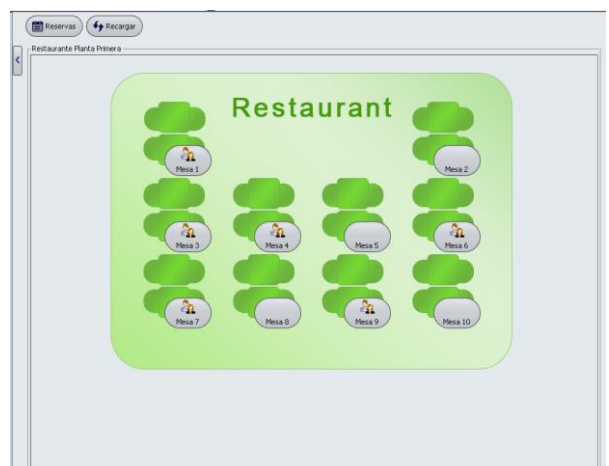 Reservas Recargar
Restaurante Planta Primera
Restaurant
Mesa 1 Mesa 2
Mesa 3 Mesa 4 Mesa 5 Mesa 6
Mesa 7 Mesa 8 Mesa 9 Mesa 10